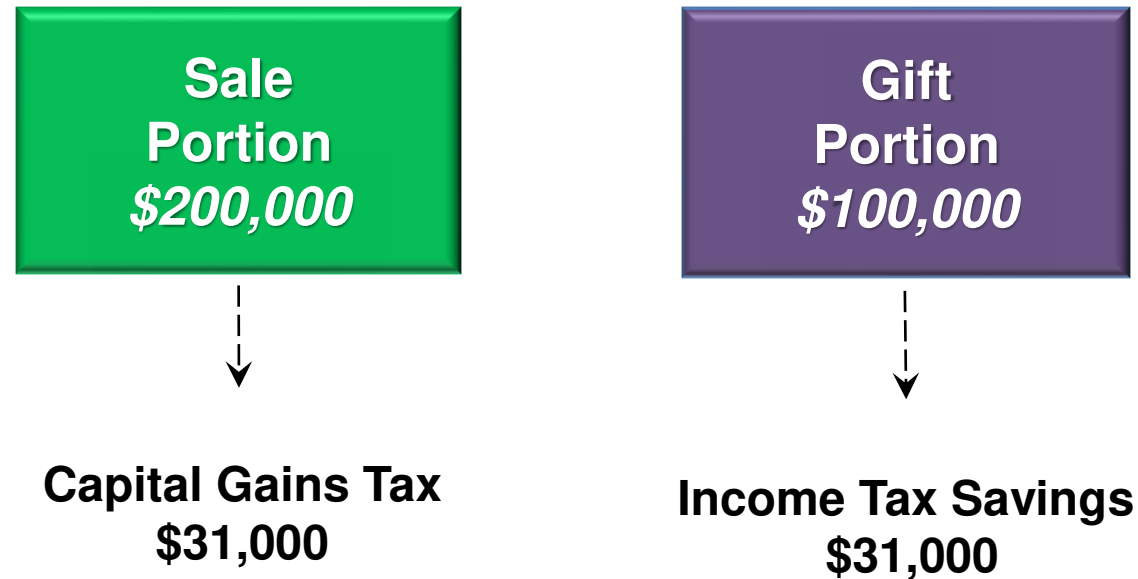 Sale
Portion
$200,000
Gift
Portion
$100,000
Capital Gains Tax
$31,000
Income Tax Savings
$31,000